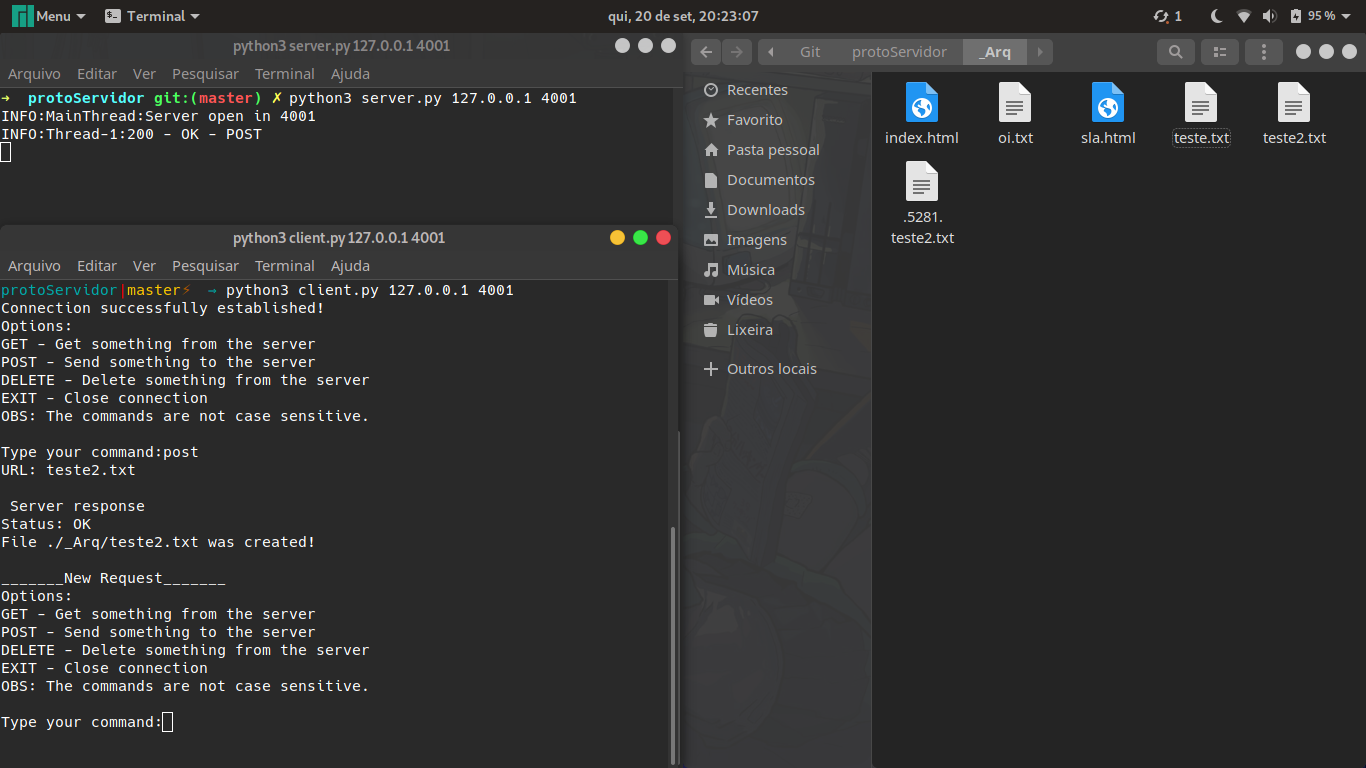 Menu
Terminal
qui, 20 de set, 20:23:07
1
95 %
python3 server.py 127.0.0.1 4001
Arquivo Editar Ver Pesquisar Terminal Ajuda
➜ protoServidor git:(master) ✗ python3 server.py 127.0.0.1 4001
INFO:MainThread:Server open in 4001
INFO:Thread-1:200 - OK - POST
python3 client.py 127.0.0.1 4001
Arquivo Editar Ver Pesquisar Terminal Ajuda
protoServidor|master⚡ → python3 client.py 127.0.0.1 4001
Connection successfully established!
Options:
GET - Get something from the server
POST - Send something to the server
DELETE - Delete something from the server
EXIT - Close connection
OBS: The commands are not case sensitive.
Type your command:post
URL: teste2.txt
Server response
Status: OK
File ./_Arq/teste2.txt was created!
_______New Request_______
Options:
GET - Get something from the server
POST - Send something to the server
DELETE - Delete something from the server
EXIT - Close connection
OBS: The commands are not case sensitive.
Type your command:
Git protoServidor _Arq
Recentes
Favorito
Pasta pessoal
Documentos
Downloads
Imagens
Música
Vídeos
Lixeira
Outros locais
index.html
oi.txt
sla.html
teste.txt
teste2.txt
.5281.
teste2.txt